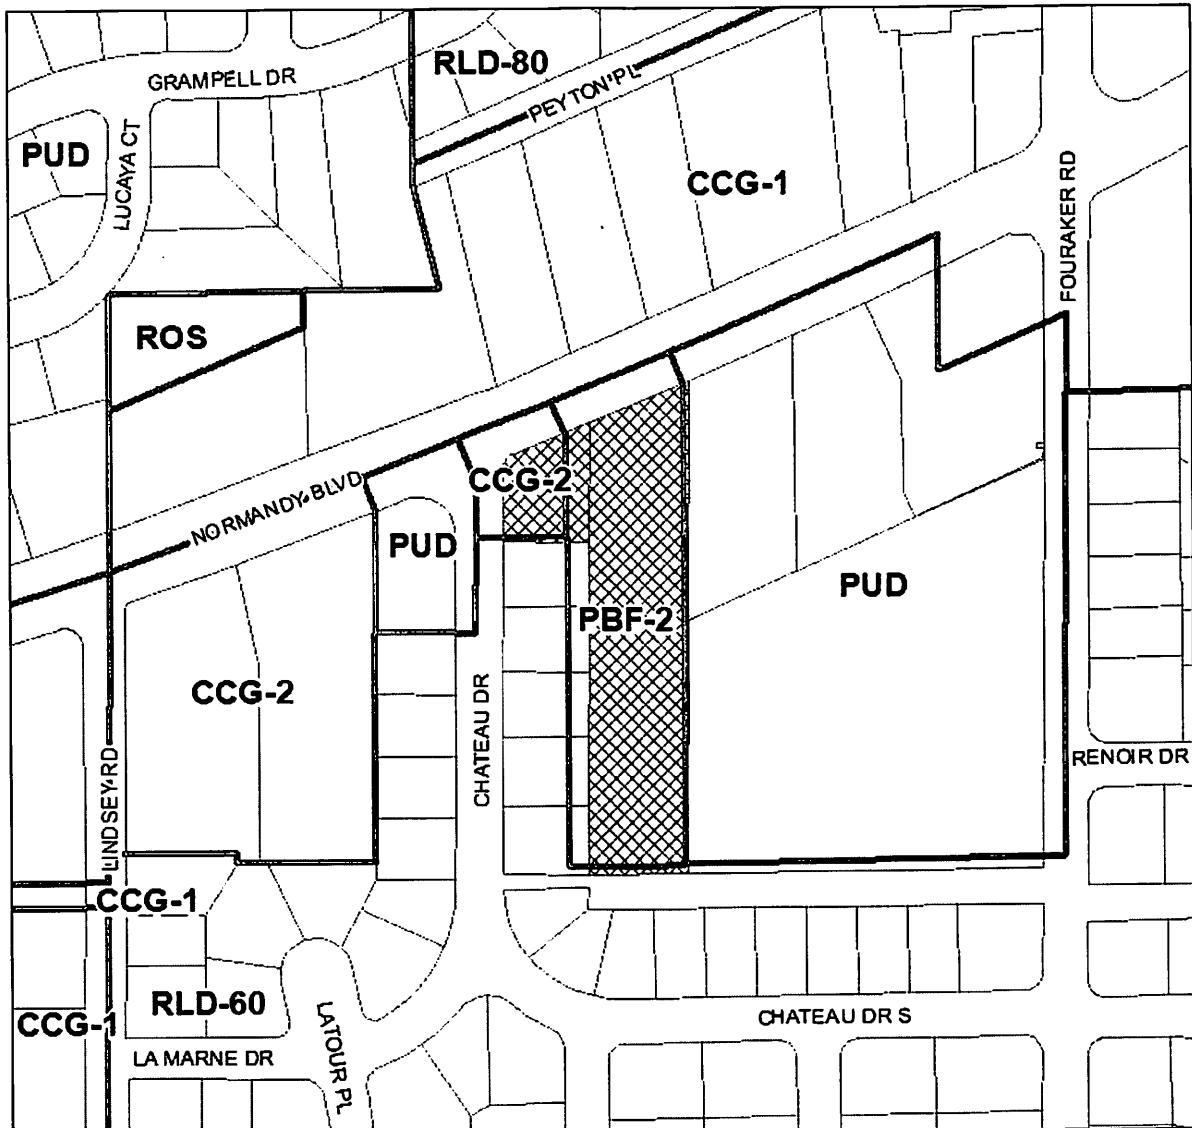 RLD-80
GRAMPELL DR
PEYTON PL
PUD
LUCAYA CT
CCG-1
FOURAKER RD
ROS
CCG-2
NORMANDY BLVD
PUD
PUD
PBF-2
CCG-2
CHATEAU DR
LINDSEY RD
RENOIR DR
CCG-1
RLD-60
CCG-1
LATOUR PL
CHATEAU DR S
LA MARNE DR